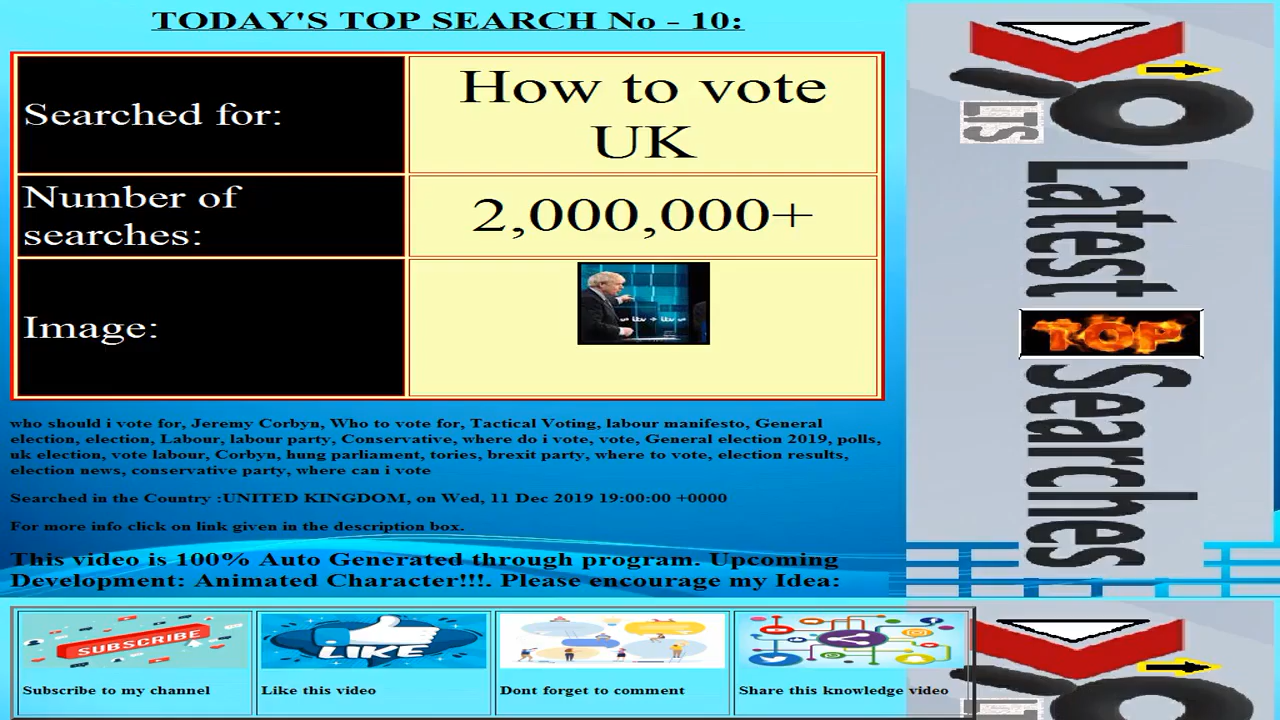 TODAY'S TOP SEARCH No - 10:
Searched for:
How to vote
UK
Number of
searches:
2,000,000+
Image:
itv
itv
who should i vote for, Jeremy Corbyn, Who to vote for, Tactical Voting, labour manifesto, General
election, election, Labour, labour party, Conservative, where do i vote, vote, General election 2019, polls,
uk election, vote labour, Corbyn, hung parliament, tories, brexit party, where to vote, election results,
election news, conservative party, where can i vote
Searched in the Country :UNITED KINGDOM, on Wed, 11 Dec 2019 19:00:00 +0000
For more info click on link given in the description box.
This video is 100% Auto Generated through program. Upcoming
Development: Animated Character!!!. Please encourage my Idea:
SUBSCRIBE
LIKE
Subscribe to my channel
Like this video
Dont forget to comment
Share this knowledge video
LTS
Latest
TOP
Searches
LTS